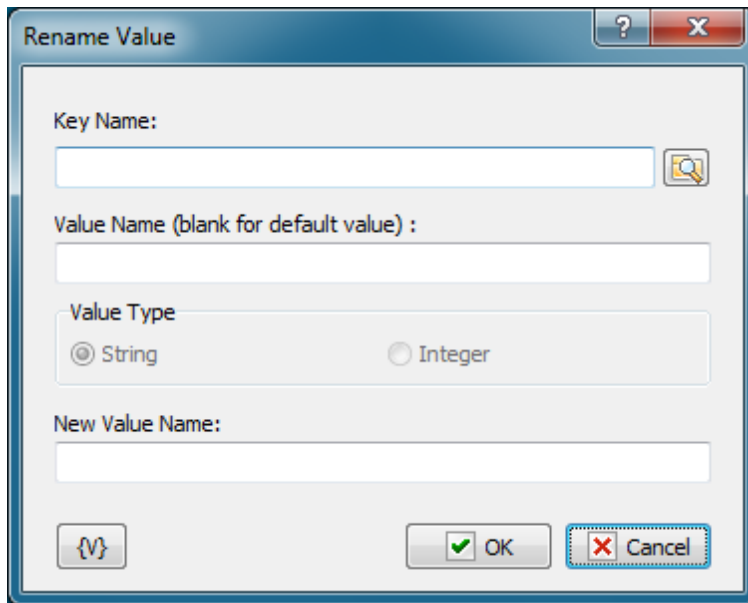 Rename Value
?
Key Name:
Value Name (blank for default value) :
Value Type
String Integer
New Value Name:
{V} OK Cancel